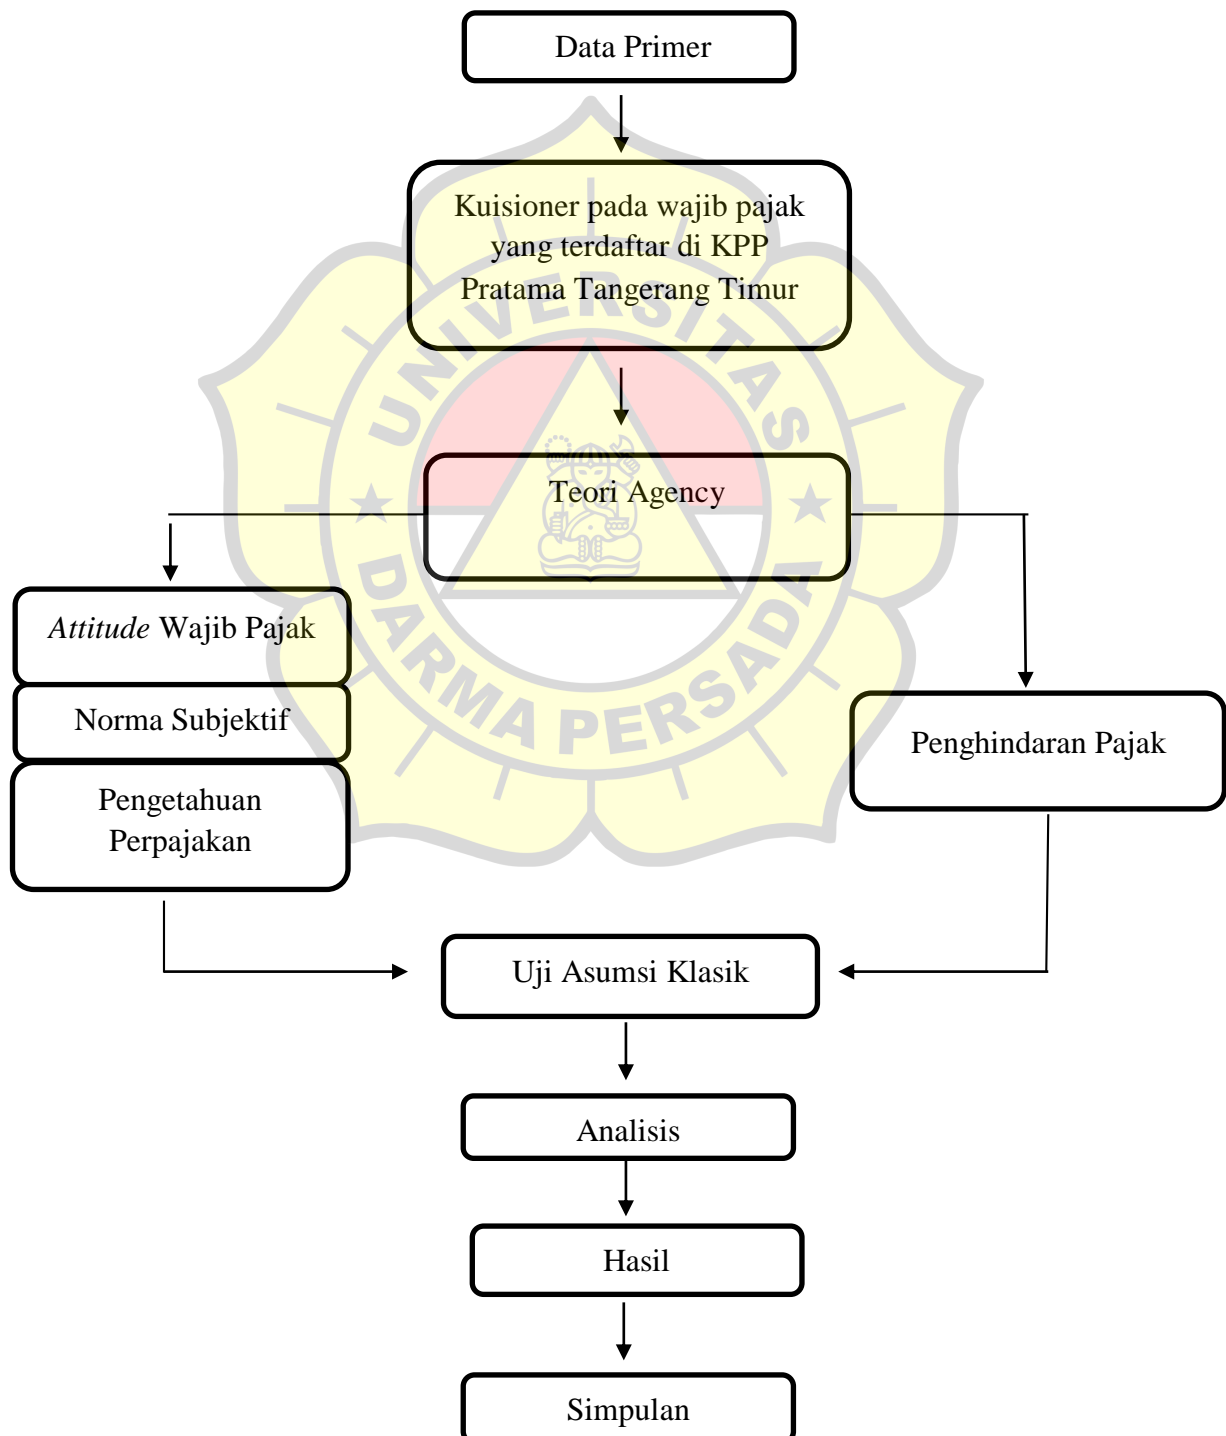 Data Primer
Kuisioner pada wajib pajak
yang terdaftar di KPP
Pratama Tangerang Timur
UNIVERSITAS
Teori Agency
Attitude Wajib Pajak
Norma Subjektif
Pengetahuan
Perpajakan
Penghindaran Pajak
DARMA PERSADA
Uji Asumsi Klasik
Analisis
Hasil
Simpulan